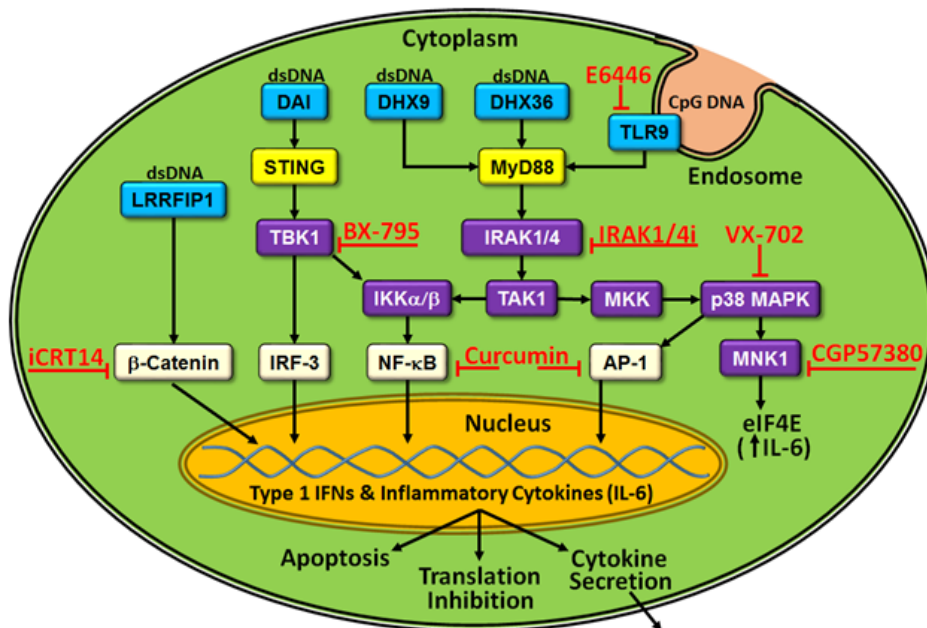 Cytoplasm
dsDNA
DAI
dsDNA
DHX9
dsDNA
DHX36
E6446
CpG DNA
TLR9
Endosome
STING
MyD88
dsDNA
LRRFIP1
TBK1
BX-795
IRAK1/4
IRAK1/4i
VX-702
IKKα/β
TAK1
MKK
p38 MAPK
iCRT14
β-Catenin
IRF-3
NF-κB
Curcumin
AP-1
MNK1
CGP57380
eIF4E
(↑IL-6)
Nucleus
Type 1 IFNs & Inflammatory Cytokines (IL-6)
Apoptosis
Translation
Inhibition
Cytokine
Secretion